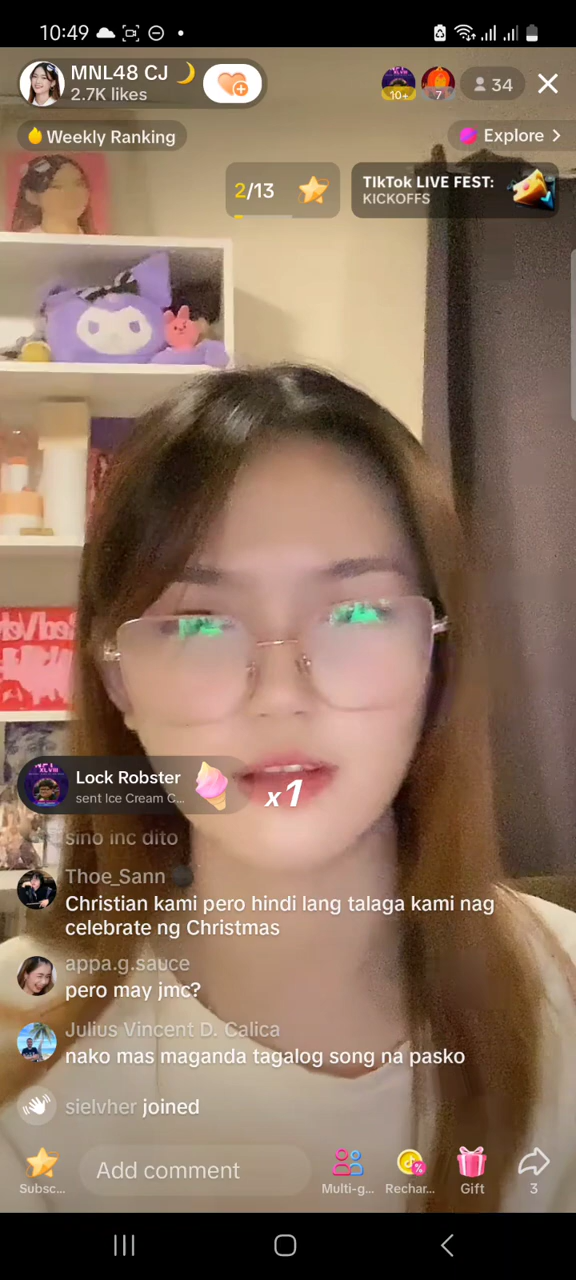 10:49
MNL48 CJ 🌙
2.7K likes
10+
7
34
Weekly Ranking
Explore >
2/13
TikTok LIVE FEST:
KICKOFFS
Lock Robster
sent Ice Cream C...
x1
sino inc dito
Thoe_Sann
Christian kami pero hindi lang talaga kami nag
celebrate ng Christmas
appa.g.sauce
pero may jmc?
Julius Vincent D. Calica
nako mas maganda tagalog song na pasko
sielvher joined
Subsc...
Add comment
Multi-g...
Rechar...
Gift
3